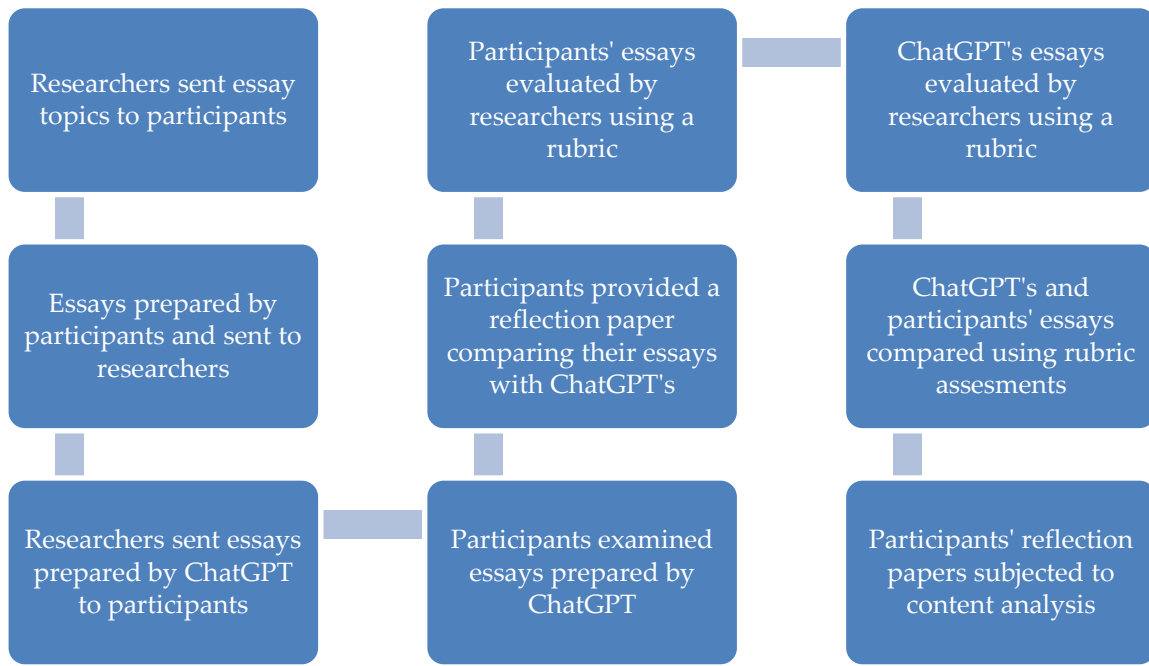 Researchers sent essay
topics to participants
Essays prepared by
participants and sent to
researchers
Researchers sent essays
prepared by ChatGPT
to participants
Participants examined
essays prepared by
ChatGPT
Participants provided a
reflection paper
comparing their essays
with ChatGPT's
Participants' essays
evaluated by
researchers using a
rubric
ChatGPT's essays
evaluated by
researchers using a
rubric
ChatGPT's and
participants' essays
compared using rubric
assesments
Participants' reflection
papers subjected to
content analysis